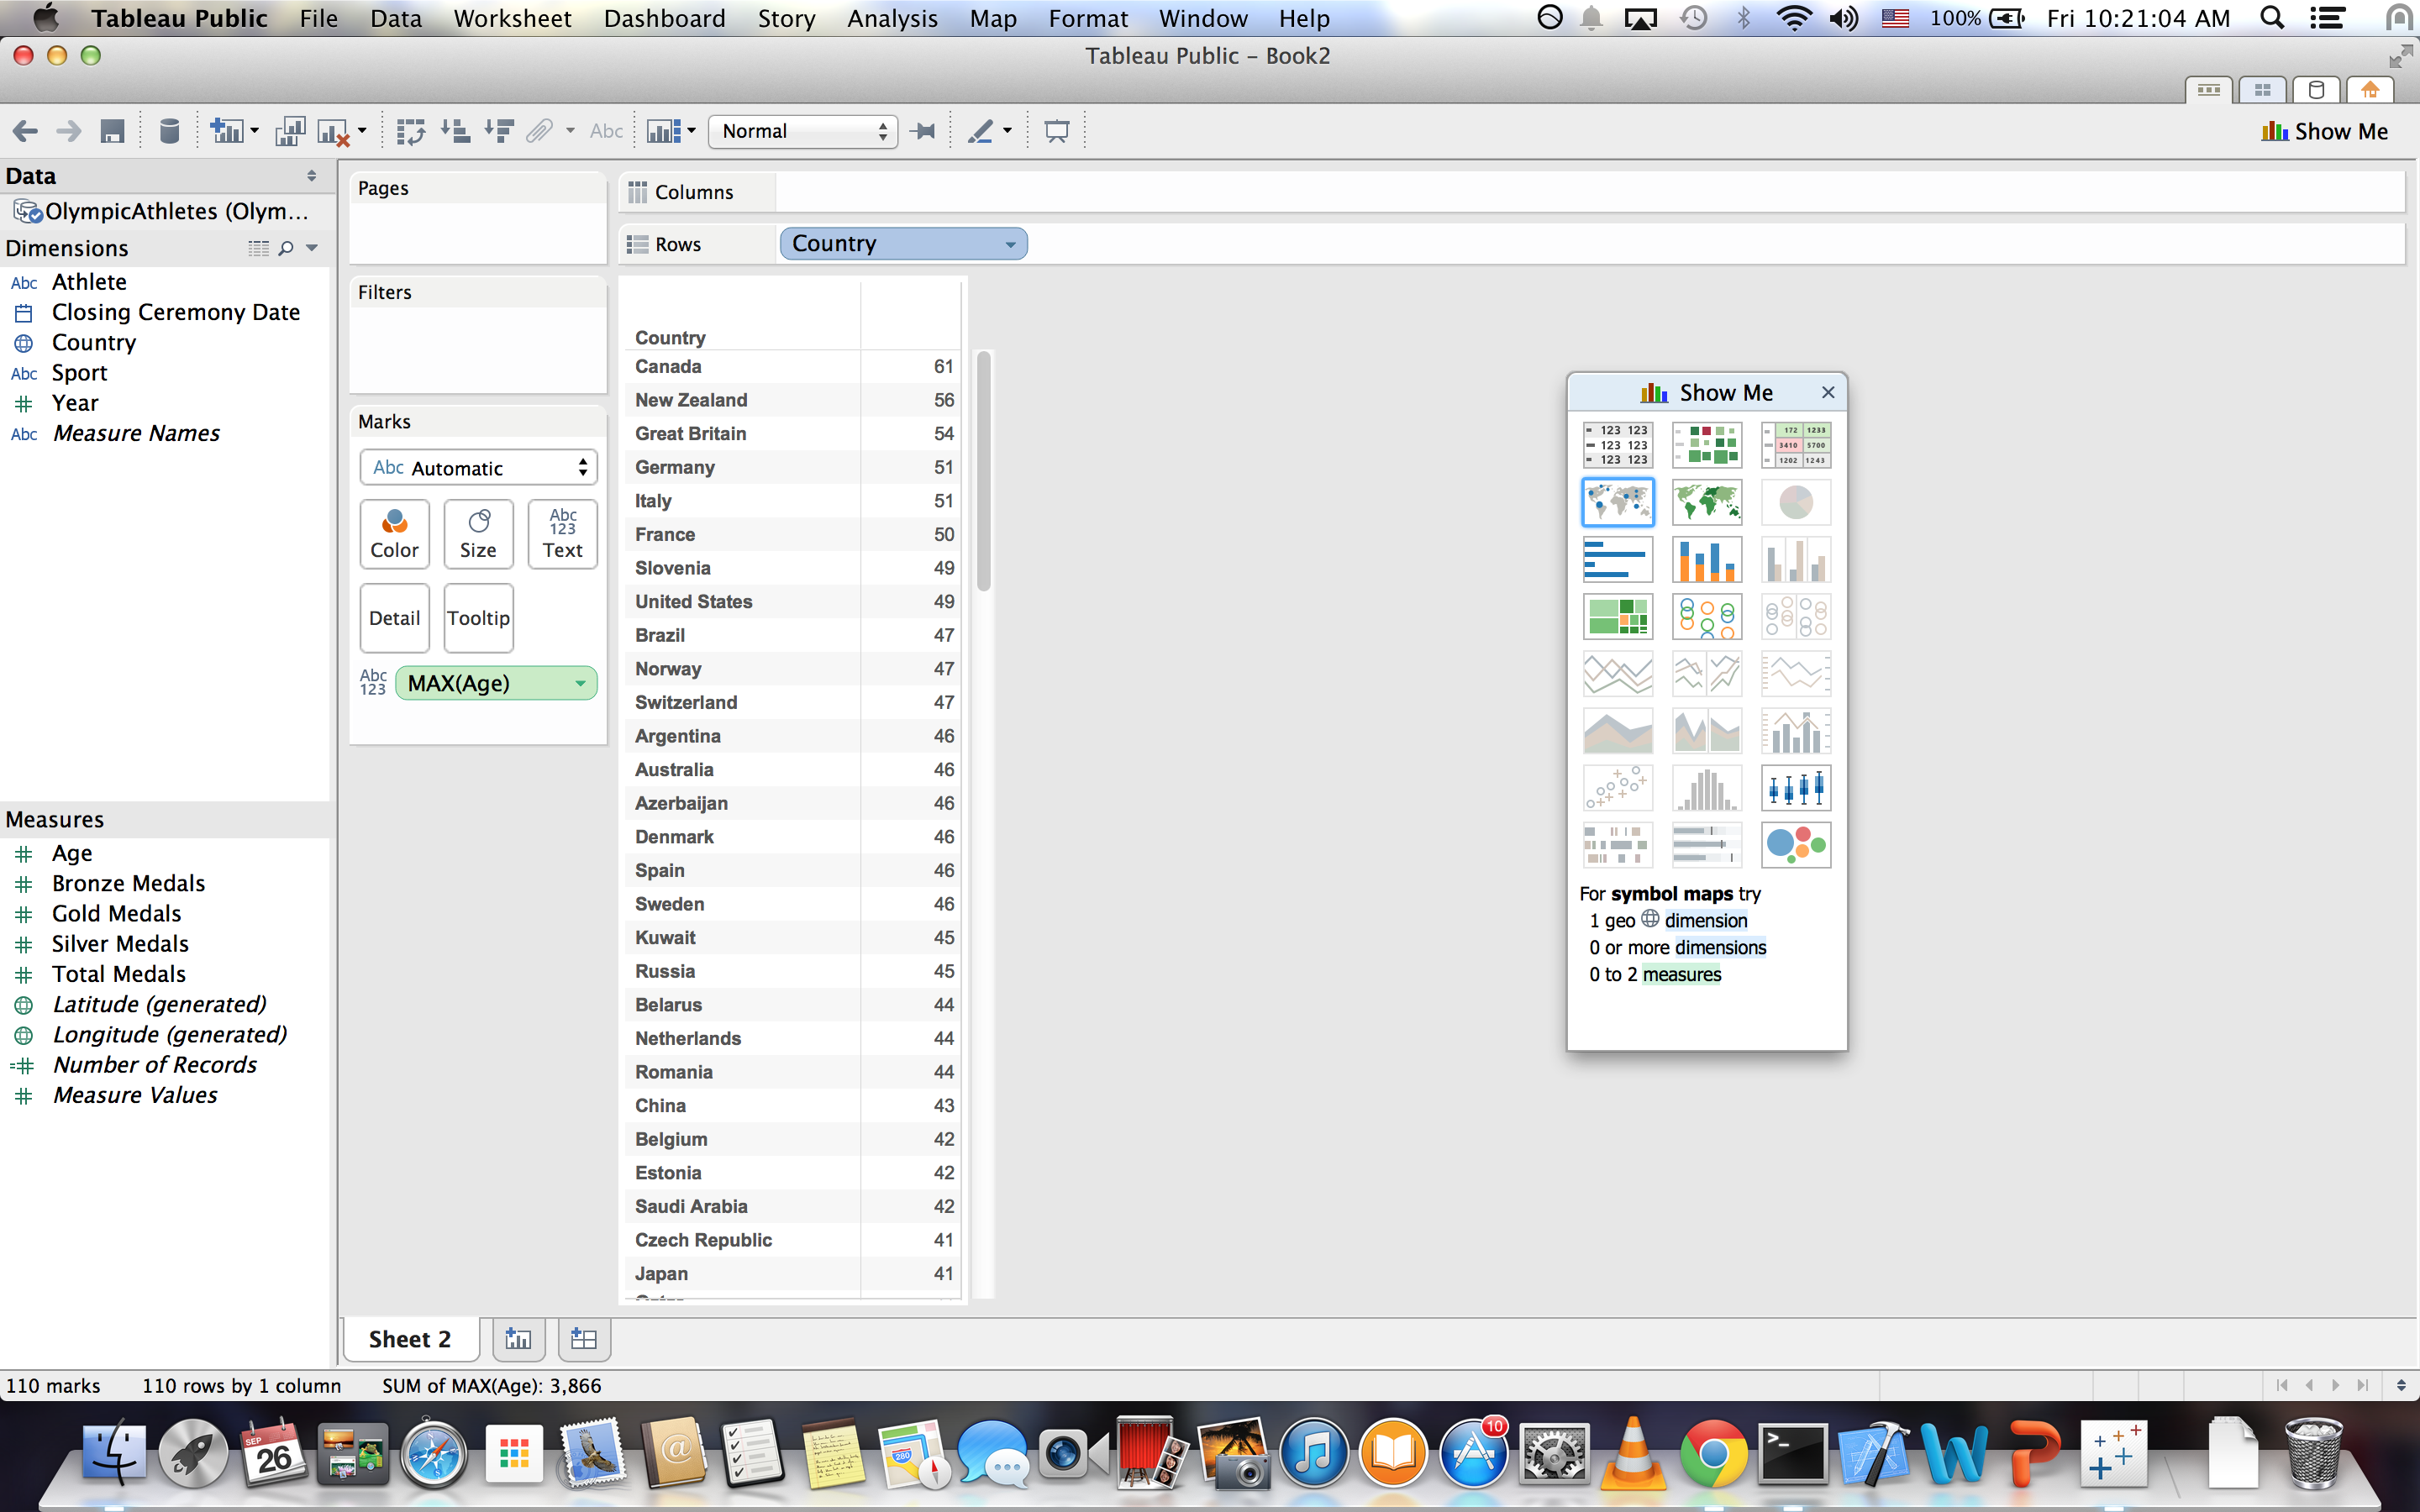 Tableau Public File Data Worksheet Dashboard Story Analysis Map Format Window Help 100% Fri 10:21:04 AM
Tableau Public – Book2
Abc Normal Show Me
Data
OlympicAthletes (Olym...
Dimensions
Abc Athlete
Closing Ceremony Date
Country
Abc Sport
Year
Abc Measure Names
Measures
Age
Bronze Medals
Gold Medals
Silver Medals
Total Medals
Latitude (generated)
Longitude (generated)
Number of Records
Measure Values
Pages
Filters
Marks
Abc Automatic
Color
Size
Abc
123
Text
Detail
Tooltip
Abc
123
MAX(Age)
Columns
Rows Country
Country
Canada 61
New Zealand 56
Great Britain 54
Germany 51
Italy 51
France 50
Slovenia 49
United States 49
Brazil 47
Norway 47
Switzerland 47
Argentina 46
Australia 46
Azerbaijan 46
Denmark 46
Spain 46
Sweden 46
Kuwait 45
Russia 45
Belarus 44
Netherlands 44
Romania 44
China 43
Belgium 42
Estonia 42
Saudi Arabia 42
Czech Republic 41
Japan 41
Show Me
123 123
123 123
123 123
172 1233
3410 5700
1202 1243
For symbol maps try
1 geo dimension
0 or more dimensions
0 to 2 measures
Sheet 2
110 marks 110 rows by 1 column SUM of MAX(Age): 3,866
SEP
26
280
10